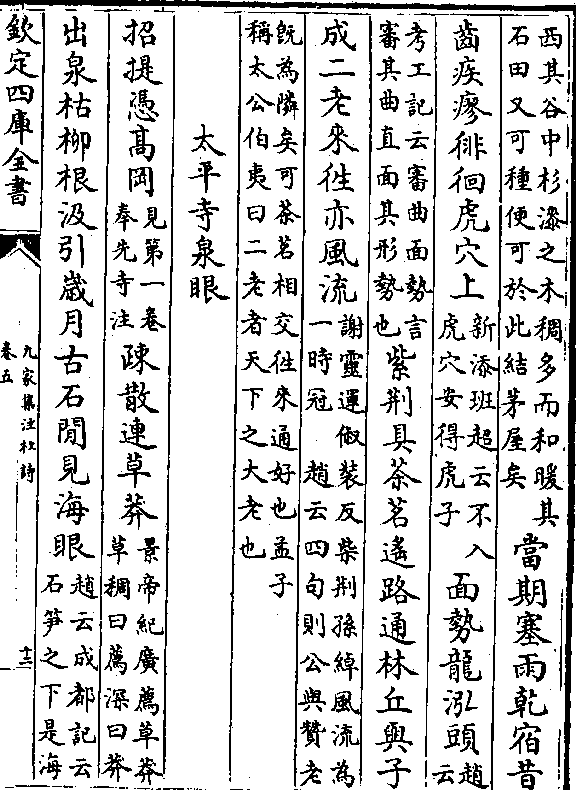 西其谷中杉漆之木稠多而和暖其
石田又可種便可於此結茅屋矣
當期塞雨乾宿昔
齒疾瘳徘徊虎穴上
新添班超云不入
虎穴安得虎子
面勢龍泓頭
趙
云
考工記云審曲面勢言
審其曲直面其形勢也
紫荆具茶茗遙路通林丘與子
成二老來徃亦風流
謝靈運俶裝反柴荆孫綽風流為
一時冠 趙云四句則公與贊老
既為隣矣可茶茗相交徃來通好也孟子
稱太公伯夷曰二老者天下之大老也
太平寺泉眼
招提憑髙岡
見第一卷
奉先寺注
疎散連草莽
景帝紀廣薦草莽
草稠曰薦深曰莽
出泉枯柳根汲引嵗月古石閒見海眼
趙云成都記云
石笋之下是海
欽定四庫全書
九家集注杜詩
卷五
十二